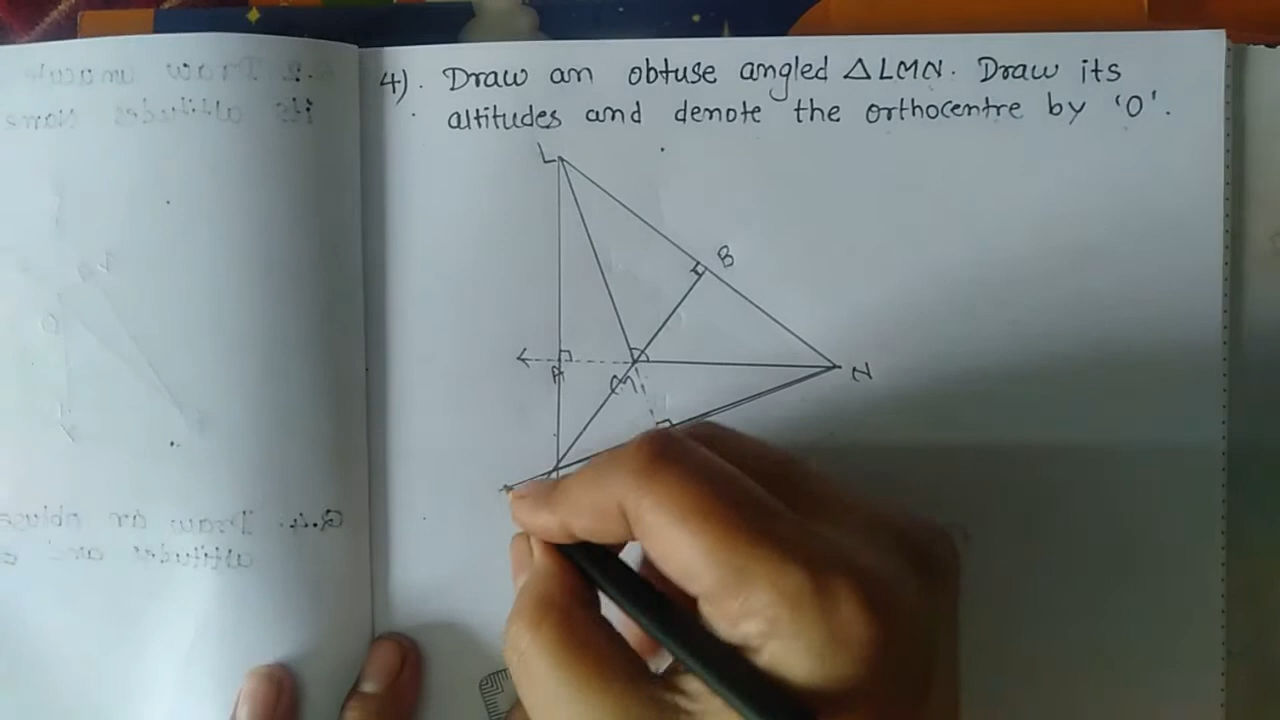 4). Draw an obtuse angled △LMN. Draw its
altitudes and denote the orthocentre by 'O'.
L
B
A
M
N